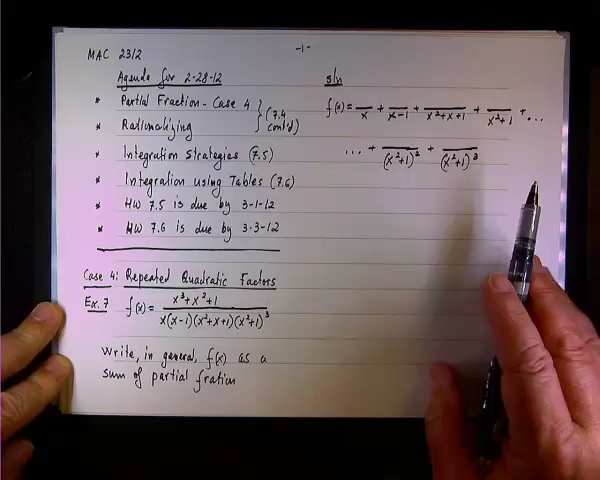 MAC 2312
-1-
Agenda for 2-28-12
* Partial Fraction - Case 4 } (7.4
* Rationalizing cont'd)
* Integration Strategies (7.5)
* Integration using Tables (7.6)
* HW 7.5 is due by 3-1-12
* HW 7.6 is due by 3-3-12
Case 4: Repeated Quadratic Factors
Ex.7 f(x) = (x³+x²+1)/(x(x-1)(x²+x+1)(x²+1)³)
Write, in general, f(x) as a
sum of partial fration
sln
f(x) = —/x + —/(x-1) + —/(x²+x+1) + —/(x²+1) + ...
... + —/(x²+1)² + —/(x²+1)³